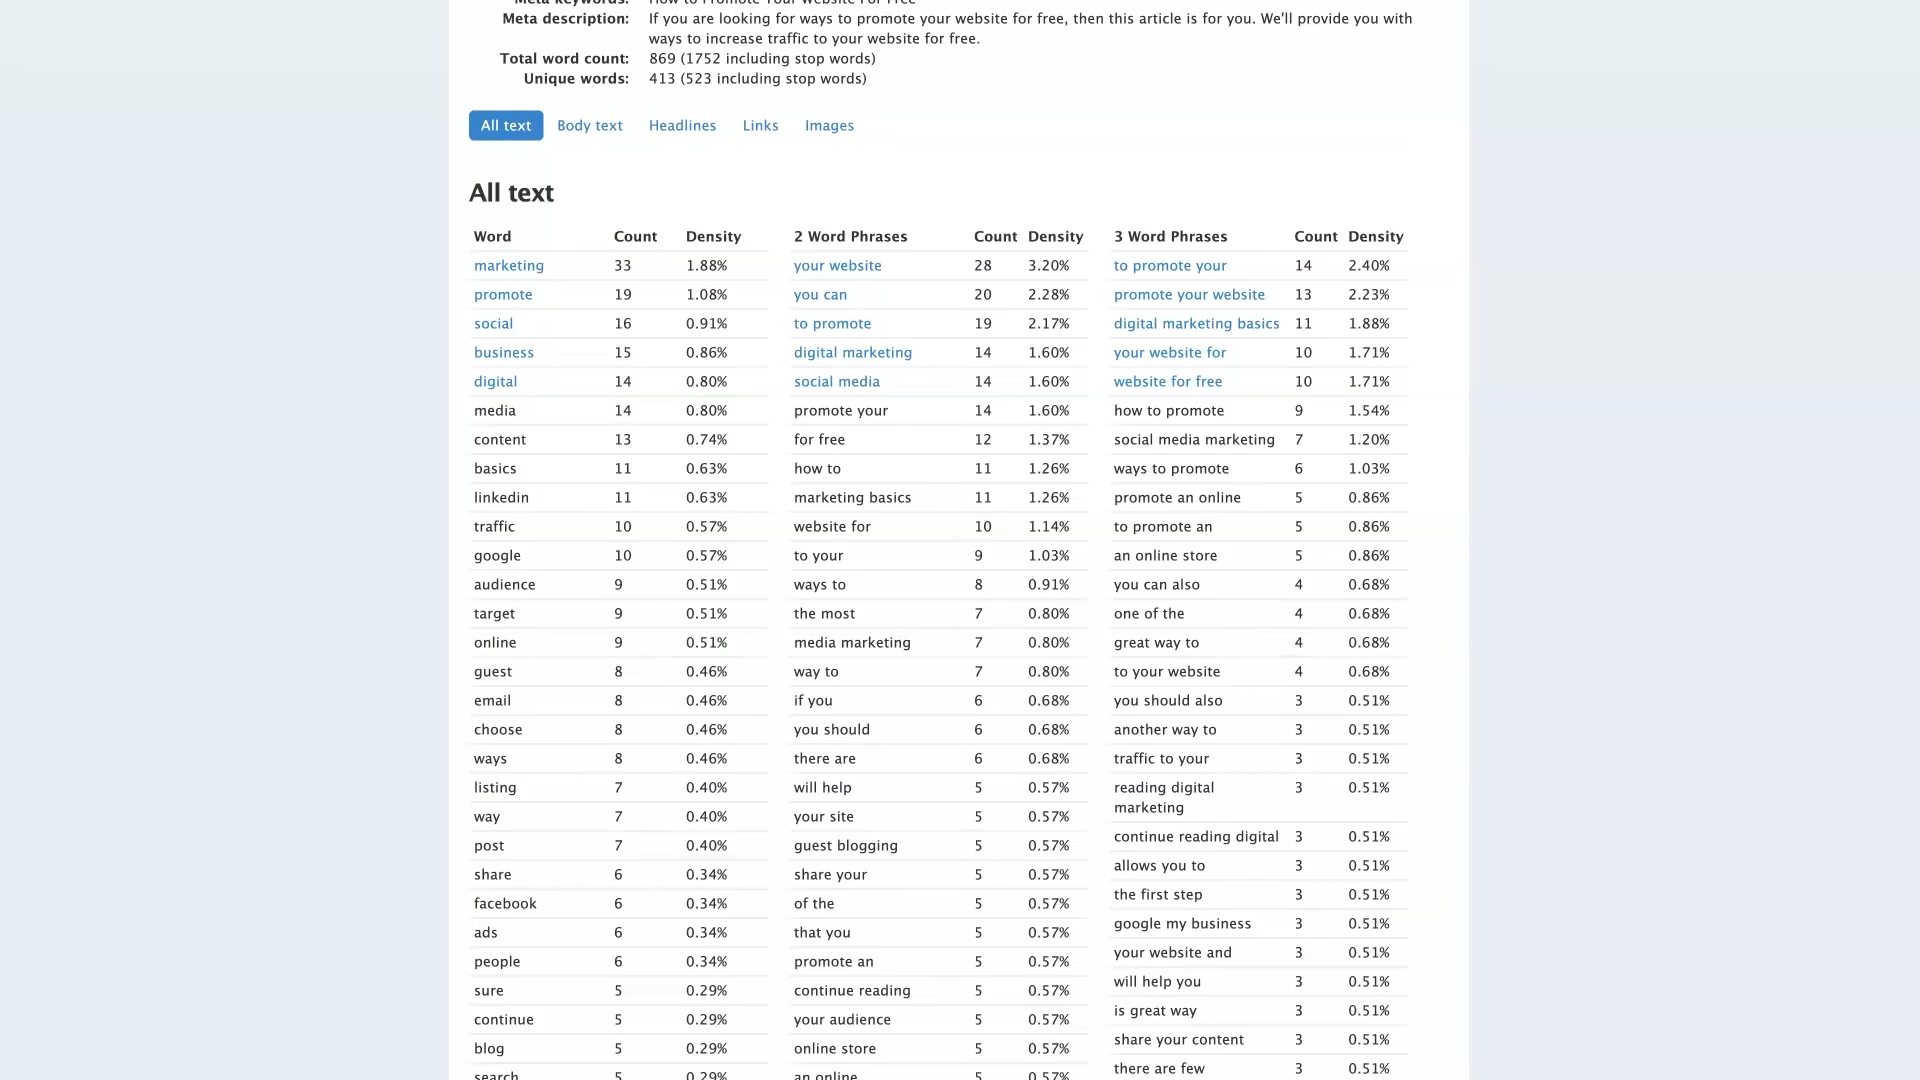 Meta keywords: How to Promote Your Website For Free
Meta description: If you are looking for ways to promote your website for free, then this article is for you. We'll provide you with
ways to increase traffic to your website for free.
Total word count: 869 (1752 including stop words)
Unique words: 413 (523 including stop words)
All text Body text Headlines Links Images
All text
Word Count Density 2 Word Phrases Count Density 3 Word Phrases Count Density
marketing 33 1.88% your website 28 3.20% to promote your 14 2.40%
promote 19 1.08% you can 20 2.28% promote your website 13 2.23%
social 16 0.91% to promote 19 2.17% digital marketing basics 11 1.88%
business 15 0.86% digital marketing 14 1.60% your website for 10 1.71%
digital 14 0.80% social media 14 1.60% website for free 10 1.71%
media 14 0.80% promote your 14 1.60% how to promote 9 1.54%
content 13 0.74% for free 12 1.37% social media marketing 7 1.20%
basics 11 0.63% how to 11 1.26% ways to promote 6 1.03%
linkedin 11 0.63% marketing basics 11 1.26% promote an online 5 0.86%
traffic 10 0.57% website for 10 1.14% to promote an 5 0.86%
google 10 0.57% to your 9 1.03% an online store 5 0.86%
audience 9 0.51% ways to 8 0.91% you can also 4 0.68%
target 9 0.51% the most 7 0.80% one of the 4 0.68%
online 9 0.51% media marketing 7 0.80% great way to 4 0.68%
guest 8 0.46% way to 7 0.80% to your website 4 0.68%
email 8 0.46% if you 6 0.68% you should also 3 0.51%
choose 8 0.46% you should 6 0.68% another way to 3 0.51%
ways 8 0.46% there are 6 0.68% traffic to your 3 0.51%
listing 7 0.40% will help 5 0.57% reading digital 3 0.51%
marketing
way 7 0.40% your site 5 0.57%
post 7 0.40% guest blogging 5 0.57% continue reading digital 3 0.51%
share 6 0.34% share your 5 0.57% allows you to 3 0.51%
facebook 6 0.34% of the 5 0.57% the first step 3 0.51%
ads 6 0.34% that you 5 0.57% google my business 3 0.51%
people 6 0.34% promote an 5 0.57% your website and 3 0.51%
sure 5 0.29% continue reading 5 0.57% will help you 3 0.51%
continue 5 0.29% your audience 5 0.57% is great way 3 0.51%
blog 5 0.29% online store 5 0.57% share your content 3 0.51%
search 5 0.29% an online 5 0.57% there are few 3 0.51%